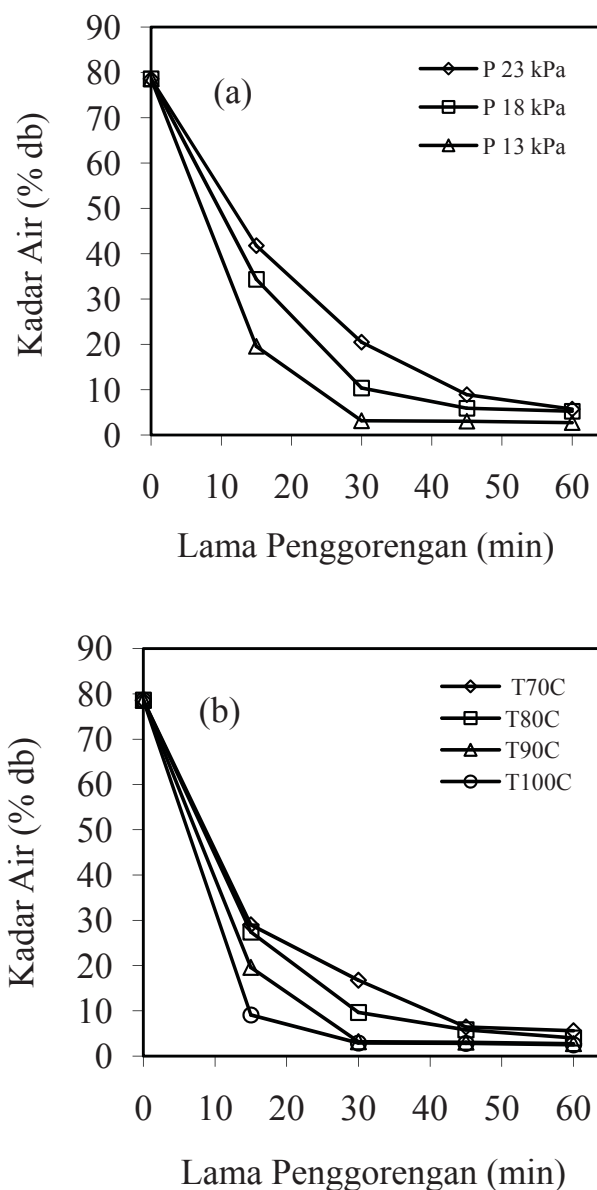 90
80
70
60
50
40
30
20
10
0
Kadar Air (% db)
(a)
P 23 kPa
P 18 kPa
P 13 kPa
0 10 20 30 40 50 60
Lama Penggorengan (min)
90
80
70
60
50
40
30
20
10
0
Kadar Air (% db)
(b)
T70C
T80C
T90C
T100C
0 10 20 30 40 50 60
Lama Penggorengan (min)